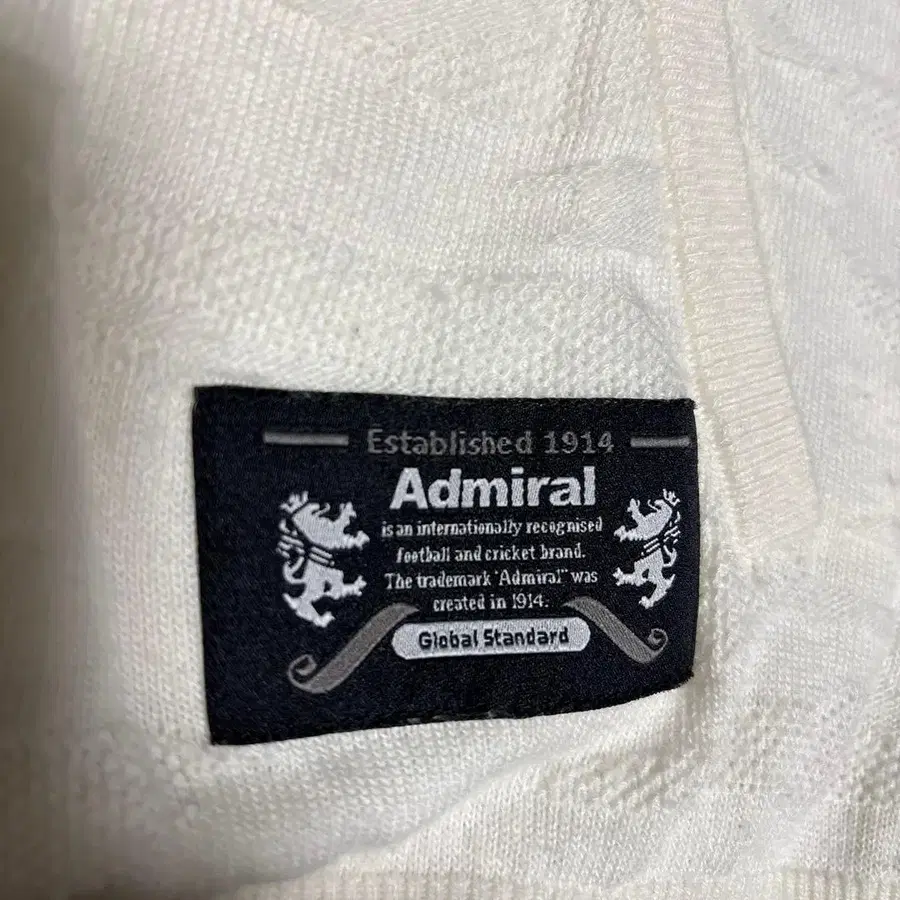 Established 1914
Admiral
is an internationally recognised
football and cricket brand.
The trademark "Admiral" was
created in 1914.
Global Standard